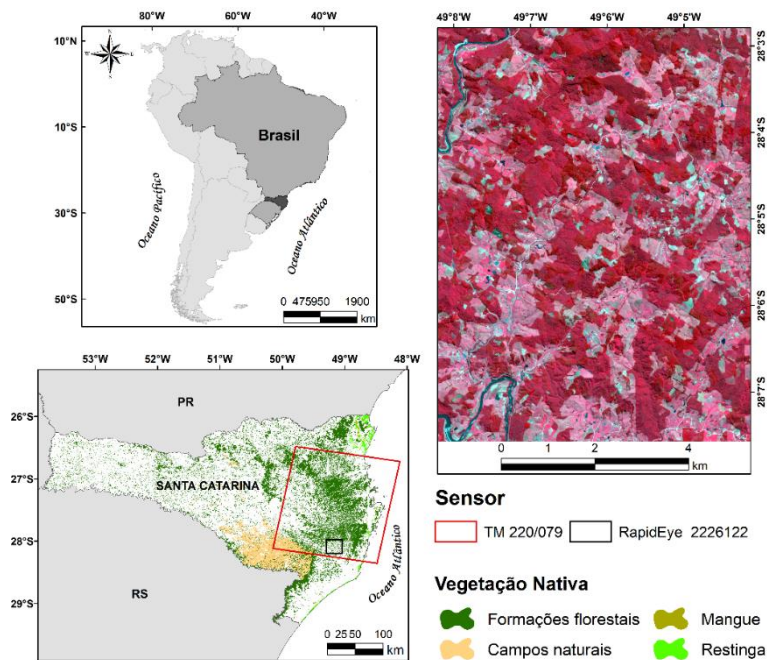 80°W 60°W 40°W
10°N
10°S
30°S
50°S
N
Brasil
Oceano Pacífico
Oceano Atlântico
0 475950 1900
km
53°W 52°W 51°W 50°W 49°W 48°W
26°S
27°S
28°S
29°S
PR
SANTA CATARINA
RS
Oceano Atlântico
0 25 50 100
km
49°8'S 49°7'S 49°6'S 49°5'S
28°3'S
28°4'S
28°5'S
28°6'S
28°7'S
0 1 2 4
km
Sensor
TM 220/079 RapidEye 2226122
Vegetação Nativa
Formações florestais Mangue
Campos naturais Restinga